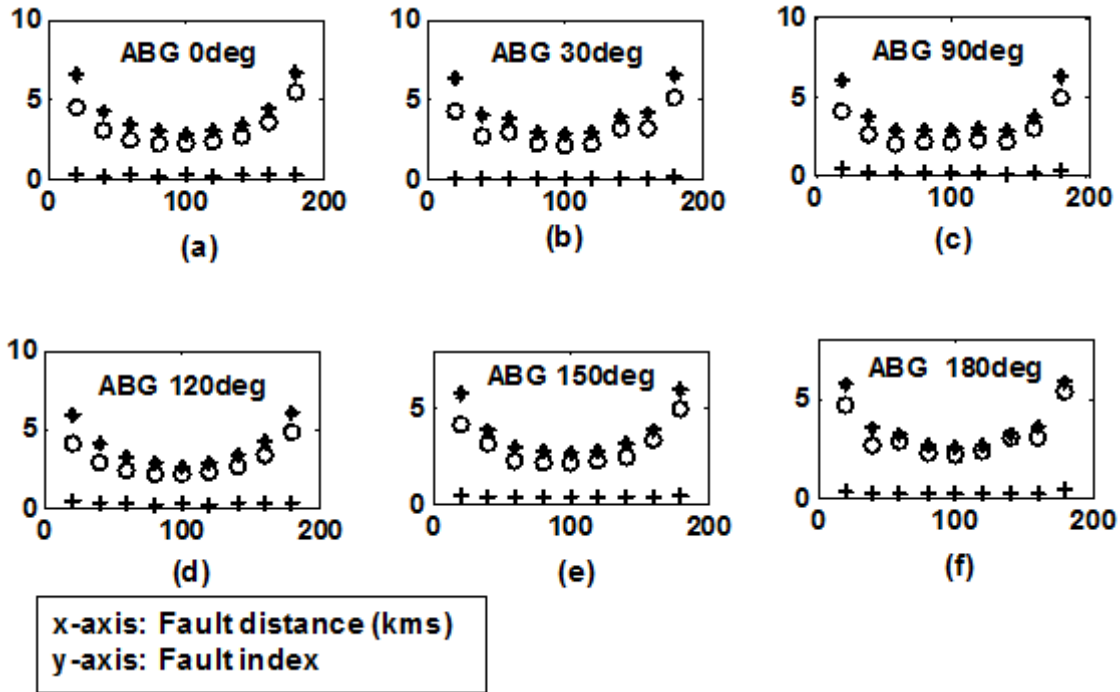 10
5
0
ABG 0deg
0
100
200
(a)
10
5
0
ABG 30deg
0
100
200
(b)
10
5
0
ABG 90deg
0
100
200
(c)
10
5
0
ABG 120deg
0
100
200
(d)
5
0
ABG 150deg
0
100
200
(e)
5
0
ABG 180deg
0
100
200
(f)
x-axis: Fault distance (kms)
y-axis: Fault index